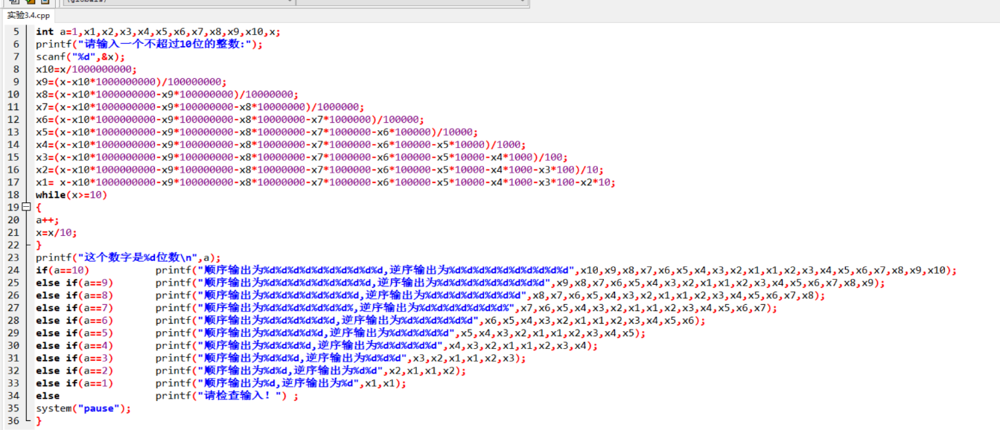 (globals)
实验3.4.cpp
5 int a=1,x1,x2,x3,x4,x5,x6,x7,x8,x9,x10,x;
6 printf("请输入一个不超过10位的整数:");
7 scanf("%d",&x);
8 x10=x/1000000000;
9 x9=(x-x10*1000000000)/100000000;
10 x8=(x-x10*1000000000-x9*100000000)/10000000;
11 x7=(x-x10*1000000000-x9*100000000-x8*10000000)/1000000;
12 x6=(x-x10*1000000000-x9*100000000-x8*10000000-x7*1000000)/100000;
13 x5=(x-x10*1000000000-x9*100000000-x8*10000000-x7*1000000-x6*100000)/10000;
14 x4=(x-x10*1000000000-x9*100000000-x8*10000000-x7*1000000-x6*100000-x5*10000)/1000;
15 x3=(x-x10*1000000000-x9*100000000-x8*10000000-x7*1000000-x6*100000-x5*10000-x4*1000)/100;
16 x2=(x-x10*1000000000-x9*100000000-x8*10000000-x7*1000000-x6*100000-x5*10000-x4*1000-x3*100)/10;
17 x1= x-x10*1000000000-x9*100000000-x8*10000000-x7*1000000-x6*100000-x5*10000-x4*1000-x3*100-x2*10;
18 while(x>=10)
19 {
20 a++;
21 x=x/10;
22 }
23 printf("这个数字是%d位数\n",a);
24 if(a==10) printf("顺序输出为%d%d%d%d%d%d%d%d%d%d,逆序输出为%d%d%d%d%d%d%d%d%d%d",x10,x9,x8,x7,x6,x5,x4,x3,x2,x1,x1,x2,x3,x4,x5,x6,x7,x8,x9,x10);
25 else if(a==9) printf("顺序输出为%d%d%d%d%d%d%d%d%d,逆序输出为%d%d%d%d%d%d%d%d%d",x9,x8,x7,x6,x5,x4,x3,x2,x1,x1,x2,x3,x4,x5,x6,x7,x8,x9);
26 else if(a==8) printf("顺序输出为%d%d%d%d%d%d%d%d,逆序输出为%d%d%d%d%d%d%d%d",x8,x7,x6,x5,x4,x3,x2,x1,x1,x2,x3,x4,x5,x6,x7,x8);
27 else if(a==7) printf("顺序输出为%d%d%d%d%d%d%d%,逆序输出为%d%d%d%d%d%d%d%",x7,x6,x5,x4,x3,x2,x1,x1,x2,x3,x4,x5,x6,x7);
28 else if(a==6) printf("顺序输出为%d%d%d%d%d%d,逆序输出为%d%d%d%d%d%d",x6,x5,x4,x3,x2,x1,x1,x2,x3,x4,x5,x6);
29 else if(a==5) printf("顺序输出为%d%d%d%d%d,逆序输出为%d%d%d%d%d",x5,x4,x3,x2,x1,x1,x2,x3,x4,x5);
30 else if(a==4) printf("顺序输出为%d%d%d%d,逆序输出为%d%d%d%d%d",x4,x3,x2,x1,x1,x2,x3,x4);
31 else if(a==3) printf("顺序输出为%d%d%d,逆序输出为%d%d%d",x3,x2,x1,x1,x2,x3);
32 else if(a==2) printf("顺序输出为%d%d,逆序输出为%d%d",x2,x1,x1,x2);
33 else if(a==1) printf("顺序输出为%d,逆序输出为%d",x1,x1);
34 else printf("请检查输入！") ;
35 system("pause");
36 }